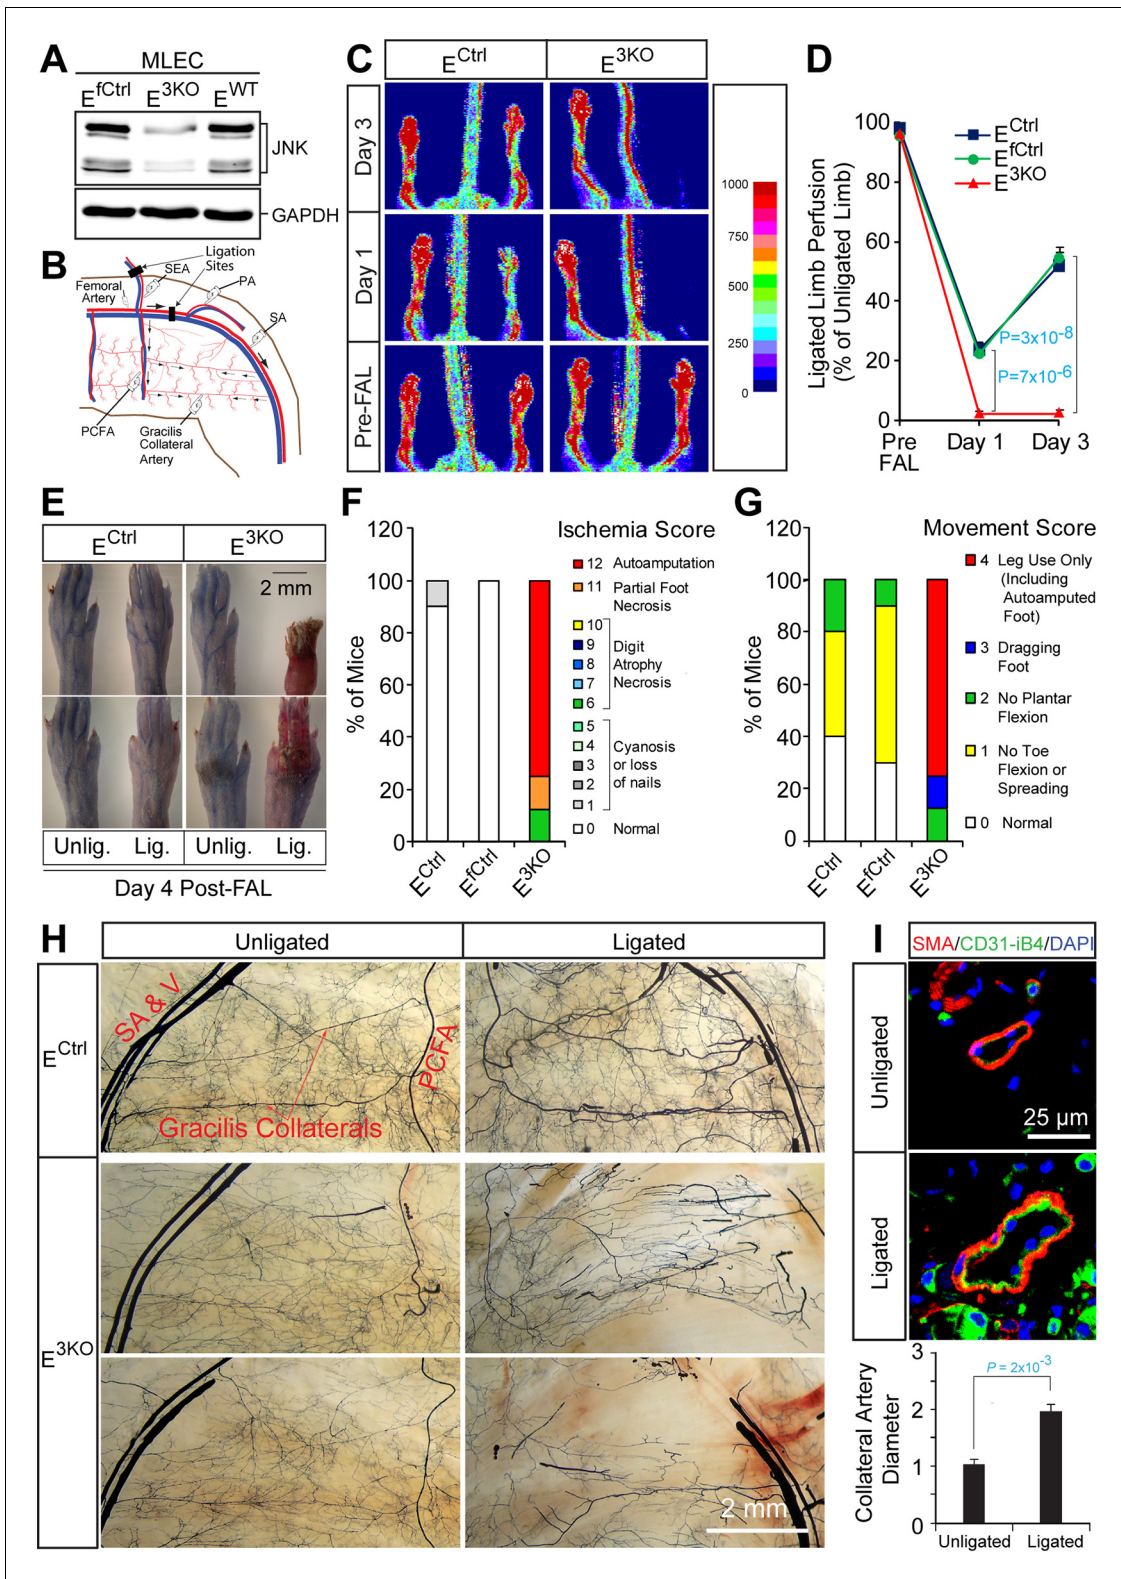 A
MLEC
EfCtrl E3KO EWT
JNK
GAPDH
B
Ligation
Sites
SEA
PA
Femoral
Artery
SA
PCFA
Gracilis
Collateral
Artery
C
ECtrl E3KO
Day 3
Day 1
Pre-FAL
1000
750
500
250
0
D
Ligated Limb Perfusion
(% of Unligated Limb)
100
80
60
40
20
0
ECtrl
EfCtrl
E3KO
P=3x10-8
P=7x10-6
Pre
FAL
Day 1
Day 3
E
ECtrl E3KO
2 mm
Unlig. Lig. Unlig. Lig.
Day 4 Post-FAL
F
% of Mice
120
100
80
60
40
20
0
ECtrl EfCtrl E3KO
Ischemia Score
12 Autoamputation
11 Partial Foot
Necrosis
10
9 Digit
8 Atrophy
7 Necrosis
6
5
4 Cyanosis
3 or loss
2 of nails
1
0 Normal
G
% of Mice
120
100
80
60
40
20
0
ECtrl EfCtrl E3KO
Movement Score
4 Leg Use Only
(Including
Autoamputed
Foot)
3 Dragging
Foot
2 No Plantar
Flexion
1 No Toe
Flexion or
Spreading
0 Normal
H
Unligated Ligated
ECtrl
SA & V
PCFA
Gracilis Collaterals
E3KO
2 mm
I
SMA/CD31-iB4/DAPI
Unligated
25 µm
Ligated
Collateral Artery
Diameter
3
2
1
0
P = 2x10-3
Unligated Ligated